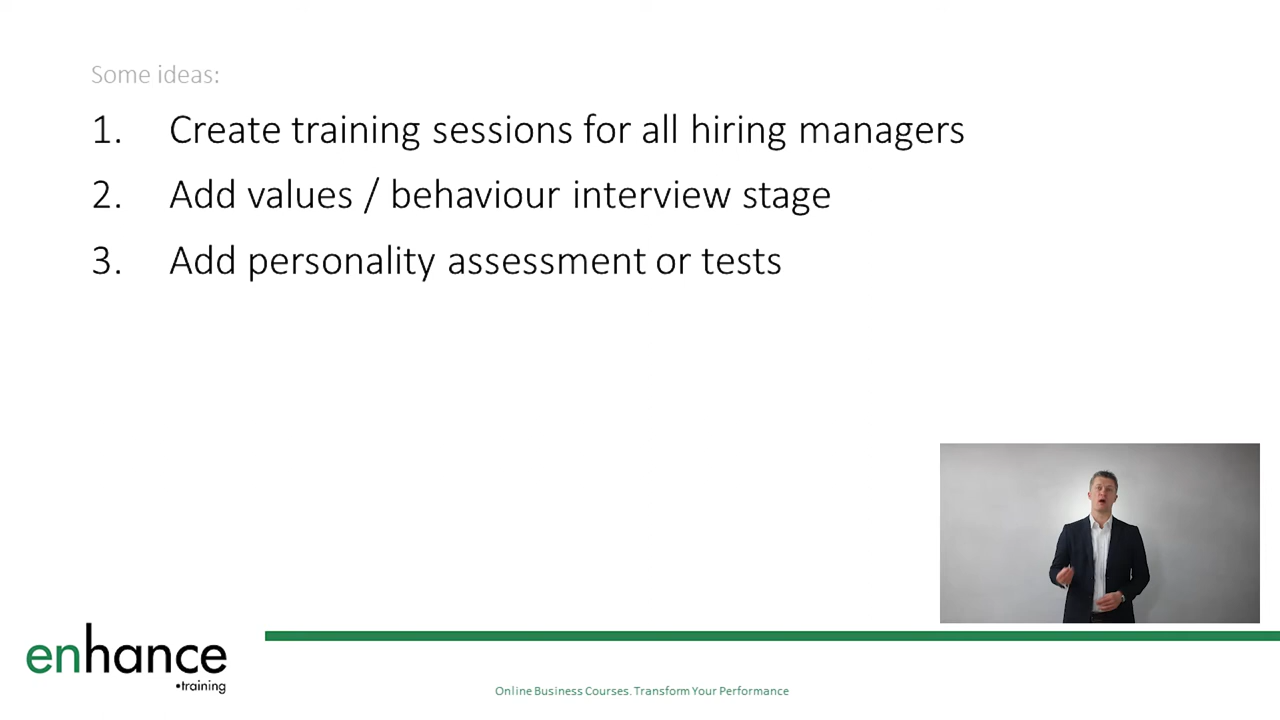 Some ideas:
1. Create training sessions for all hiring managers
2. Add values / behaviour interview stage
3. Add personality assessment or tests
enhance
•training
Online Business Courses. Transform Your Performance